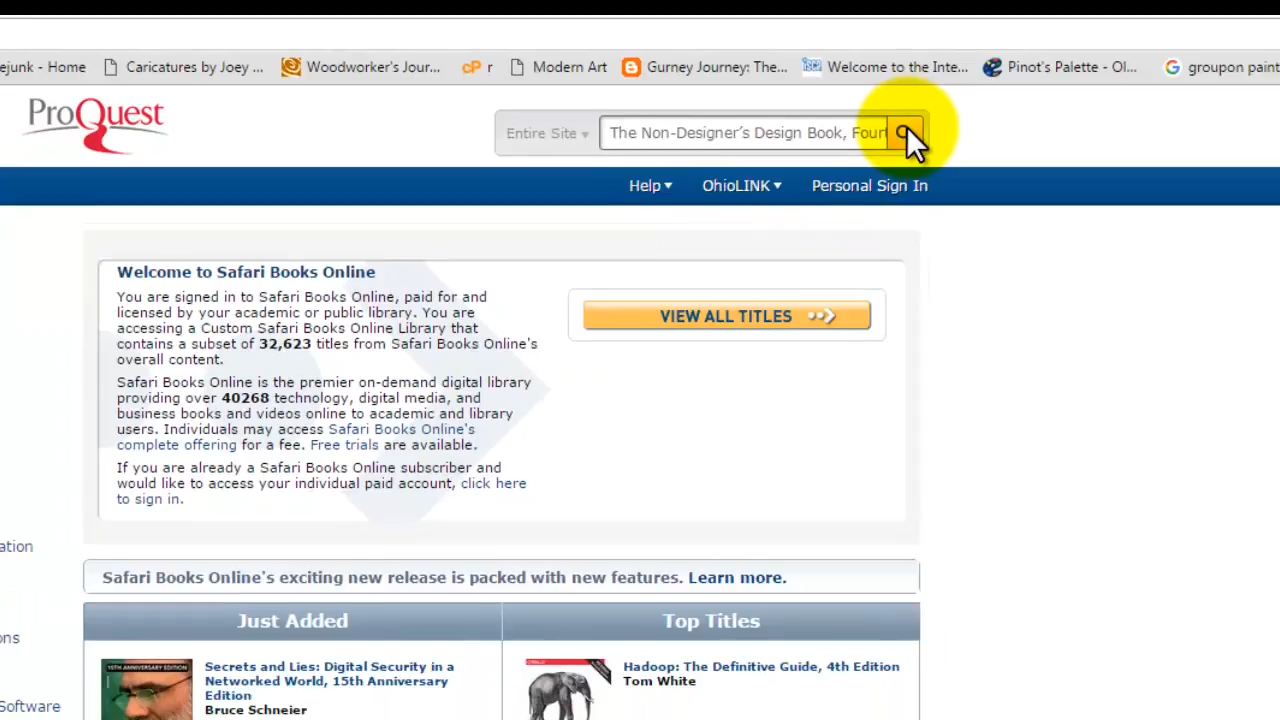 ejunk - Home Caricatures by Joey ... Woodworker's Jour... cP r Modern Art Gurney Journey: The... Welcome to the Inte... Pinot's Palette - Ol... groupon paint
ProQuest
Entire Site The Non-Designer's Design Book, Fourt
Help OhioLINK Personal Sign In
Welcome to Safari Books Online
You are signed in to Safari Books Online, paid for and
licensed by your academic or public library. You are
accessing a Custom Safari Books Online Library that
contains a subset of 32,623 titles from Safari Books Online's
overall content.
VIEW ALL TITLES
Safari Books Online is the premier on-demand digital library
providing over 40268 technology, digital media, and
business books and videos online to academic and library
users. Individuals may access Safari Books Online's
complete offering for a fee. Free trials are available.
If you are already a Safari Books Online subscriber and
would like to access your individual paid account, click here
to sign in.
ation
Safari Books Online's exciting new release is packed with new features. Learn more.
Just Added Top Titles
ons
15TH ANNIVERSARY EDITION
Secrets and Lies: Digital Security in a
Networked World, 15th Anniversary
Edition
Bruce Schneier
Hadoop: The Definitive Guide, 4th Edition
Tom White
Software